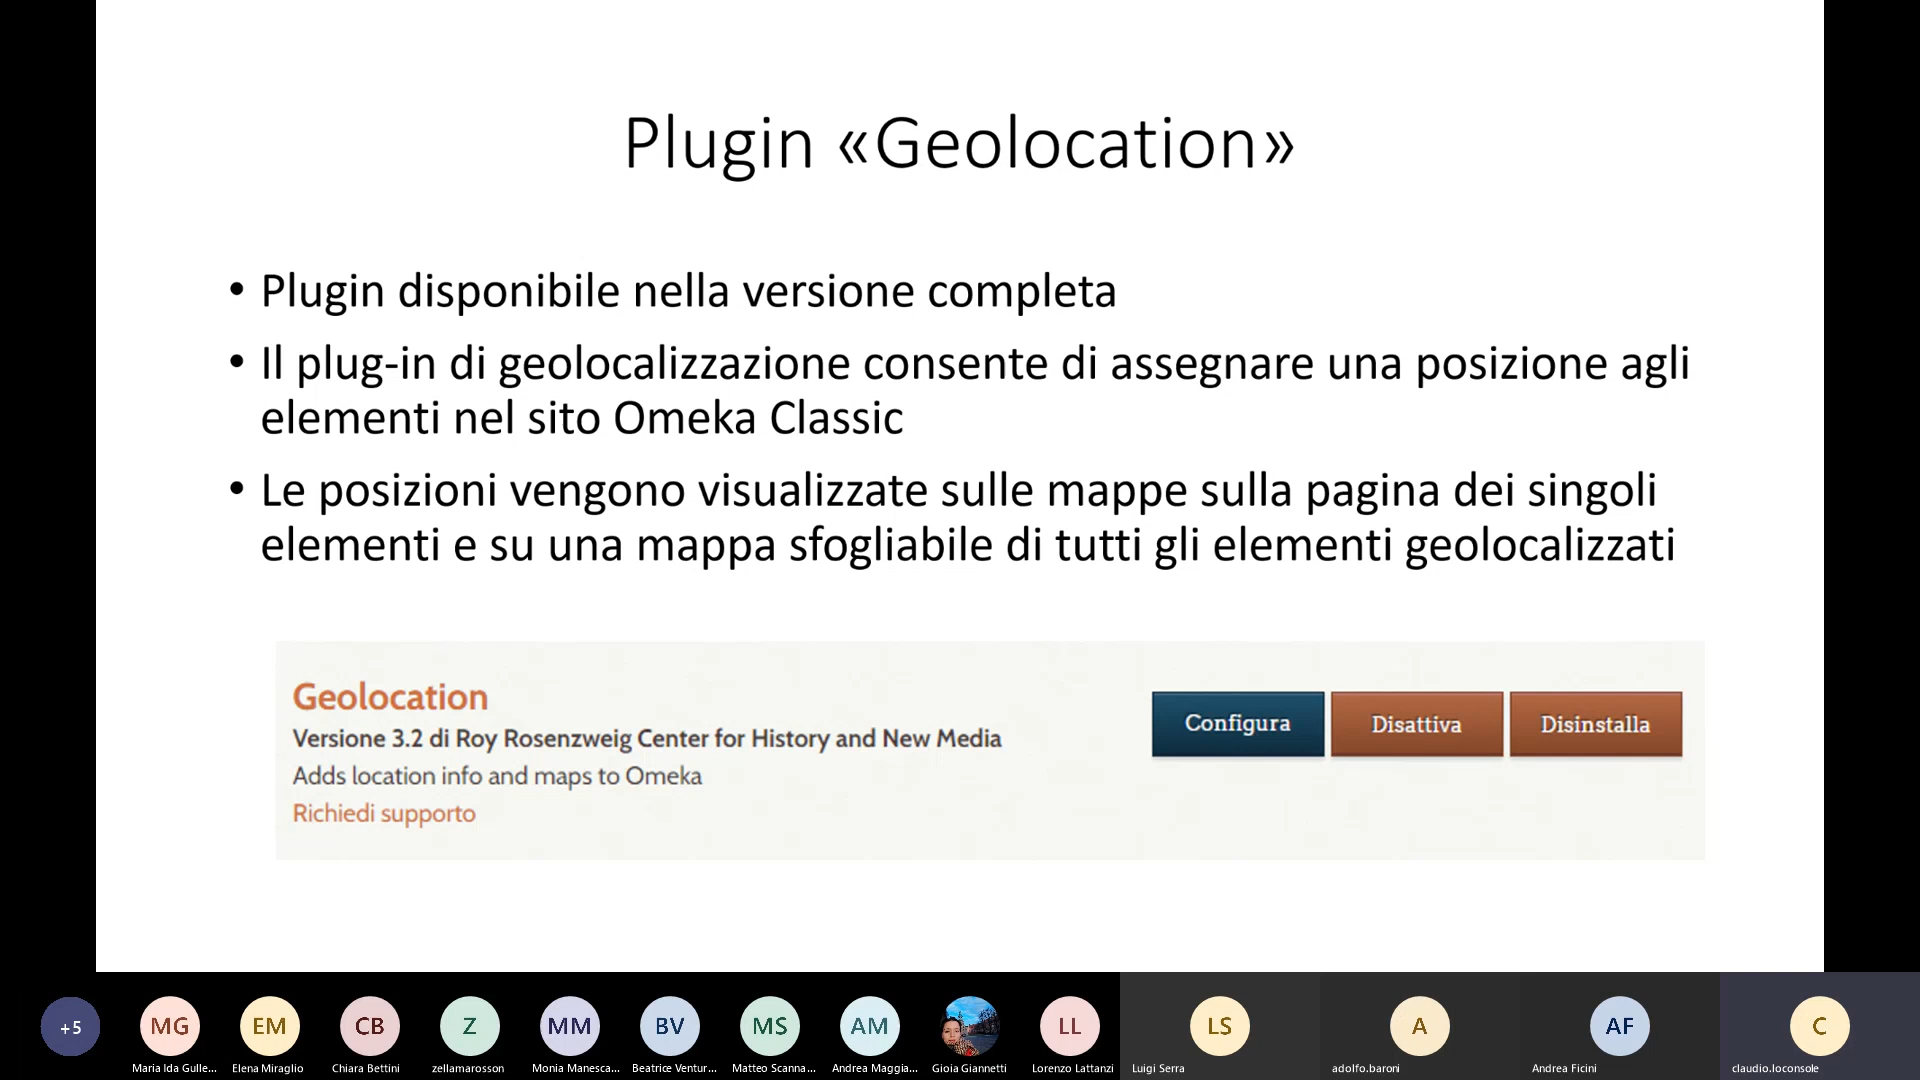 Plugin «Geolocation»
• Plugin disponibile nella versione completa
• Il plug-in di geolocalizzazione consente di assegnare una posizione agli
elementi nel sito Omeka Classic
• Le posizioni vengono visualizzate sulle mappe sulla pagina dei singoli
elementi e su una mappa sfogliabile di tutti gli elementi geolocalizzati
Geolocation
Versione 3.2 di Roy Rosenzweig Center for History and New Media
Adds location info and maps to Omeka
Richiedi supporto
Configura
Disattiva
Disinstalla
+5
MG
EM
CB
Z
MM
BV
MS
AM
LL
LS
A
AF
C
Maria Ida Gulle...
Elena Miraglio
Chiara Bettini
zellamarosson
Monia Manesca...
Beatrice Ventur...
Matteo Scanna...
Andrea Maggia...
Gioia Giannetti
Lorenzo Lattanzi
Luigi Serra
adolfo.baroni
Andrea Ficini
claudio.loconsole